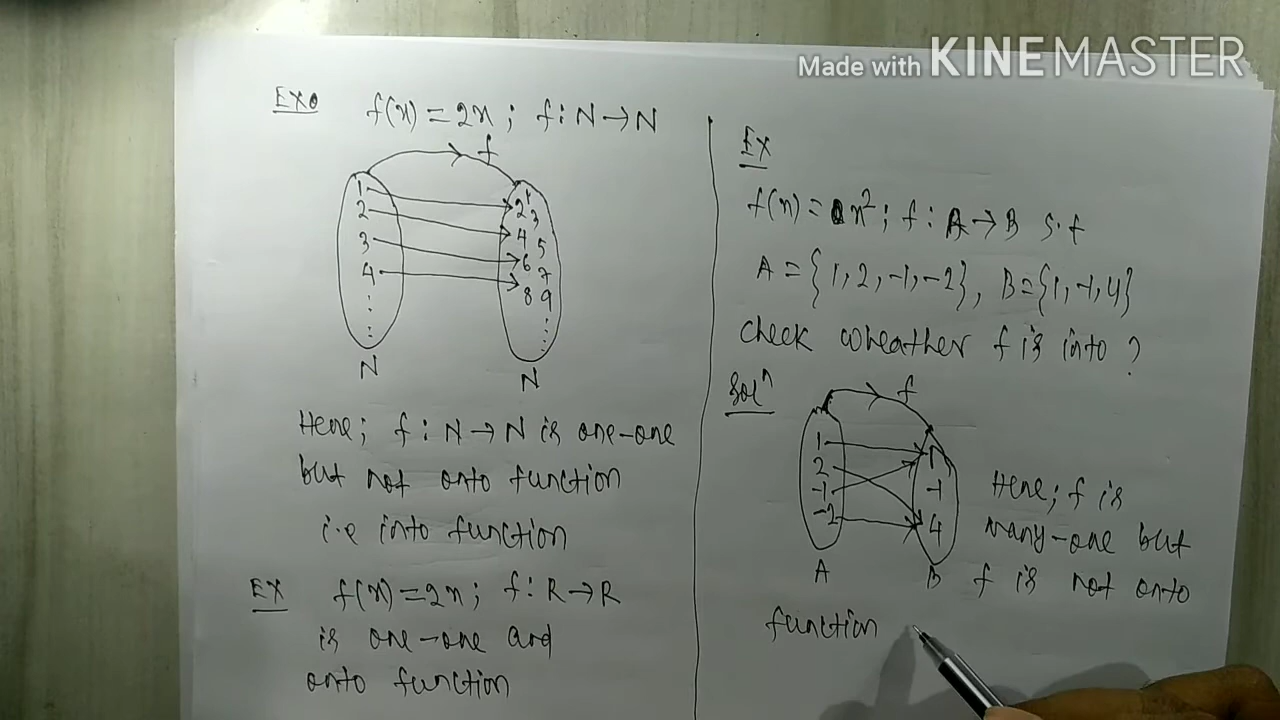 Made with KINEMASTER
Ex
f(x) = 2x ; f : N → N
f
1
2
3
4
2 1
3
4 5
6 7
8 9
N
N
Here; f : N → N is one-one
but not onto function
i.e into function
Ex f(x) = 2x ; f : R → R
is one-one and
onto function
Ex
f(x) = x² ; f : A → B s.t
A = {1, 2, -1, -2}, B = {1, -1, 4}
check wheather f is into ?
Solⁿ
f
1
2
-1
-2
1
-1
4
A
B
Here; f is
many-one but
f is not onto
function